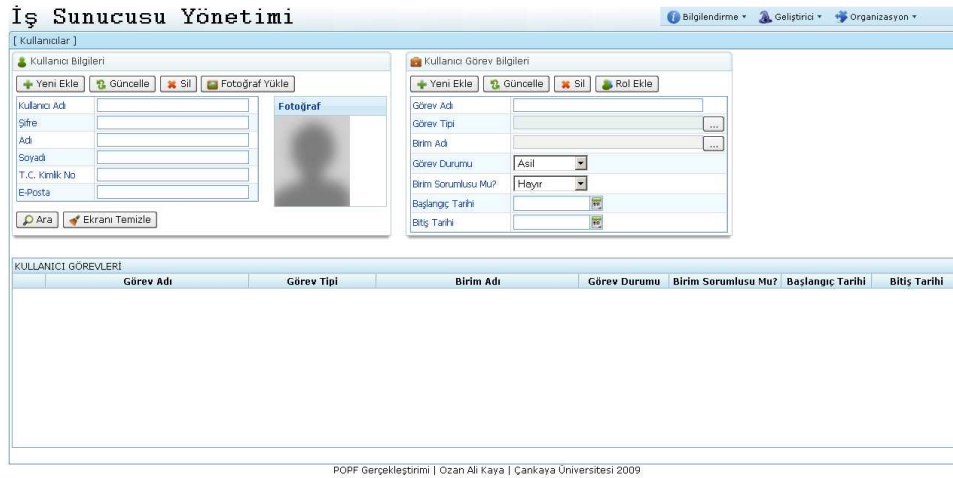 İş Sunucusu Yönetimi
Bilgilendirme Geliştirici Organizasyon
[ Kullanıcılar ]
Kullanıcı Bilgileri
Yeni Ekle Güncelle Sil Fotoğraf Yükle
Kullanıcı Adı
Şifre
Adı
Soyadı
T.C. Kimlik No
E-Posta
Fotoğraf
Ara Ekranı Temizle
Kullanıcı Görev Bilgileri
Yeni Ekle Güncelle Sil Rol Ekle
Görev Adı
Görev Tipi ...
Birim Adı ...
Görev Durumu Asil
Birim Sorumlusu Mu? Hayır
Başlangıç Tarihi
Bitiş Tarihi
KULLANICI GÖREVLERİ
Görev Adı Görev Tipi Birim Adı Görev Durumu Birim Sorumlusu Mu? Başlangıç Tarihi Bitiş Tarihi
POPF Gerçekleştirimi | Ozan Ali Kaya | Çankaya Üniversitesi 2009